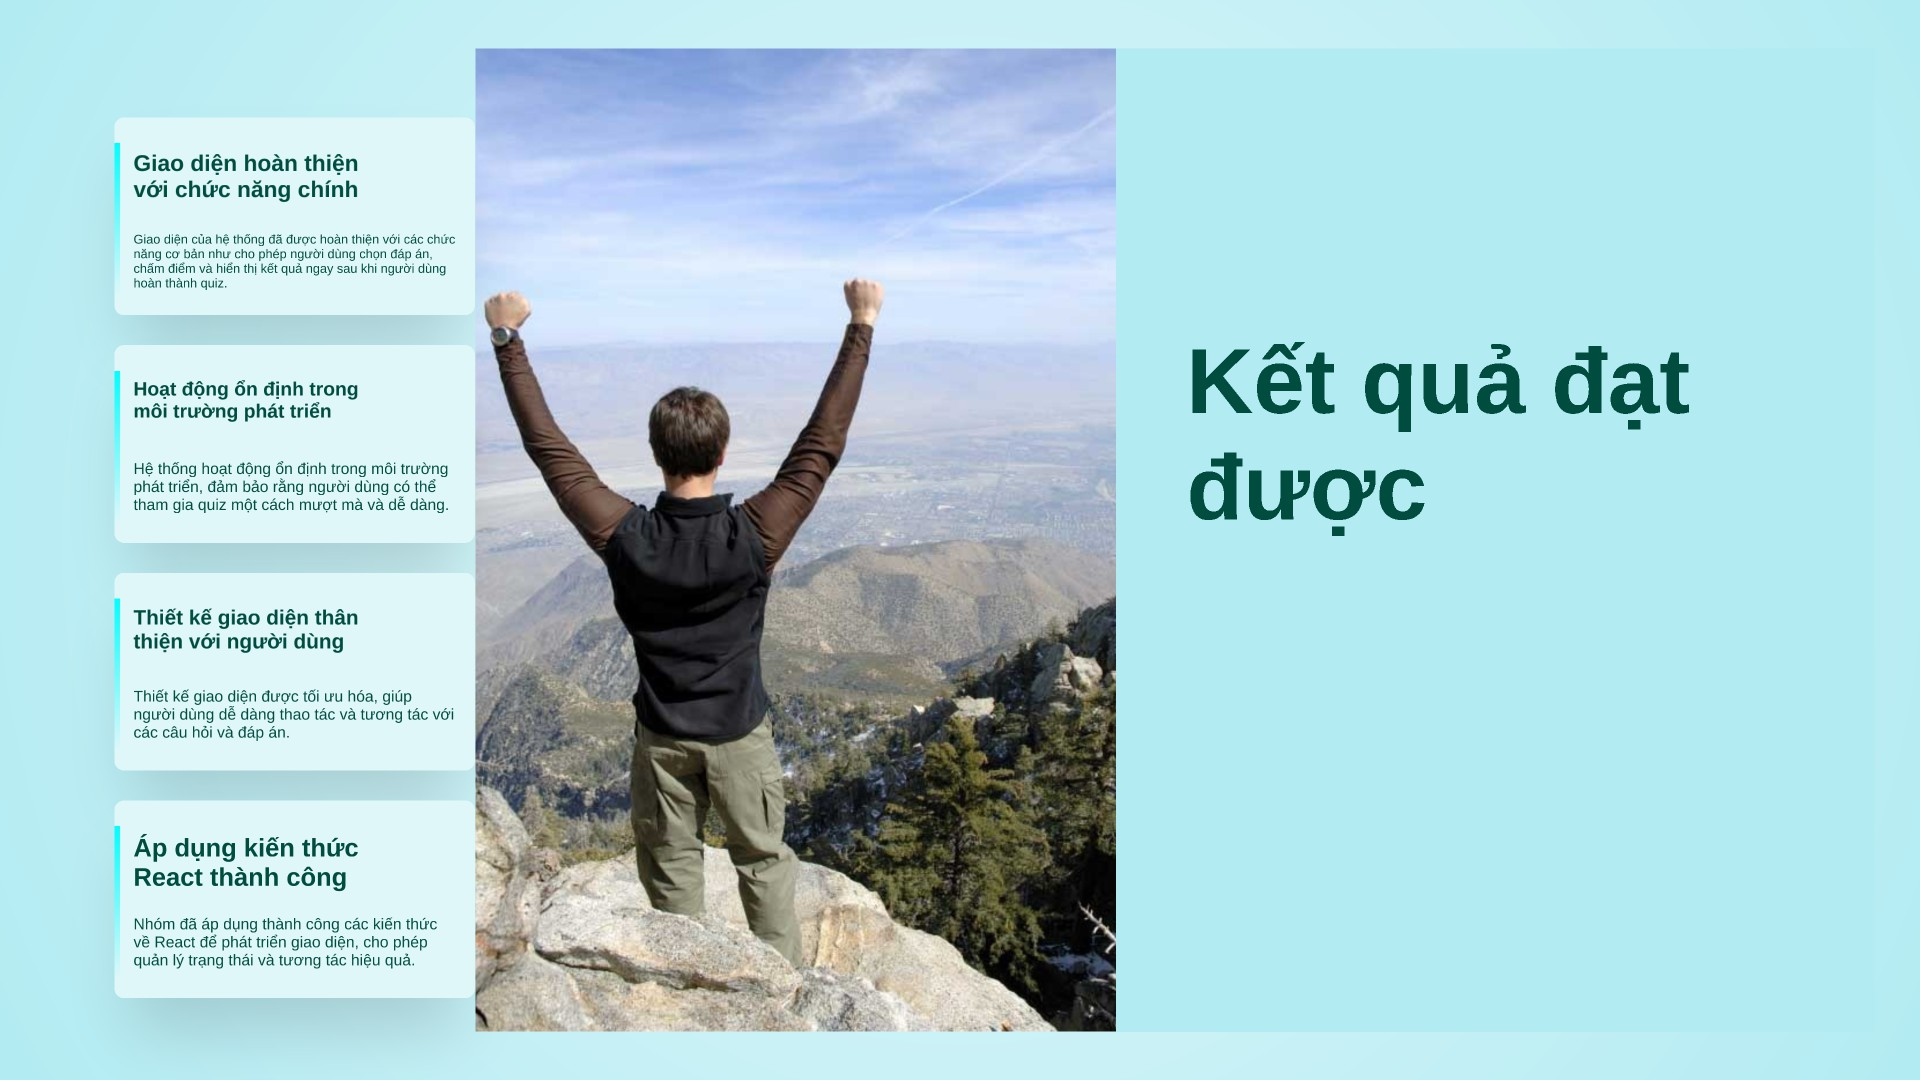 Giao diện hoàn thiện
với chức năng chính
Giao diện của hệ thống đã được hoàn thiện với các chức
năng cơ bản như cho phép người dùng chọn đáp án,
chấm điểm và hiển thị kết quả ngay sau khi người dùng
hoàn thành quiz.
Hoạt động ổn định trong
môi trường phát triển
Hệ thống hoạt động ổn định trong môi trường
phát triển, đảm bảo rằng người dùng có thể
tham gia quiz một cách mượt mà và dễ dàng.
Thiết kế giao diện thân
thiện với người dùng
Thiết kế giao diện được tối ưu hóa, giúp
người dùng dễ dàng thao tác và tương tác với
các câu hỏi và đáp án.
Áp dụng kiến thức
React thành công
Nhóm đã áp dụng thành công các kiến thức
về React để phát triển giao diện, cho phép
quản lý trạng thái và tương tác hiệu quả.
Kết quả đạt
được